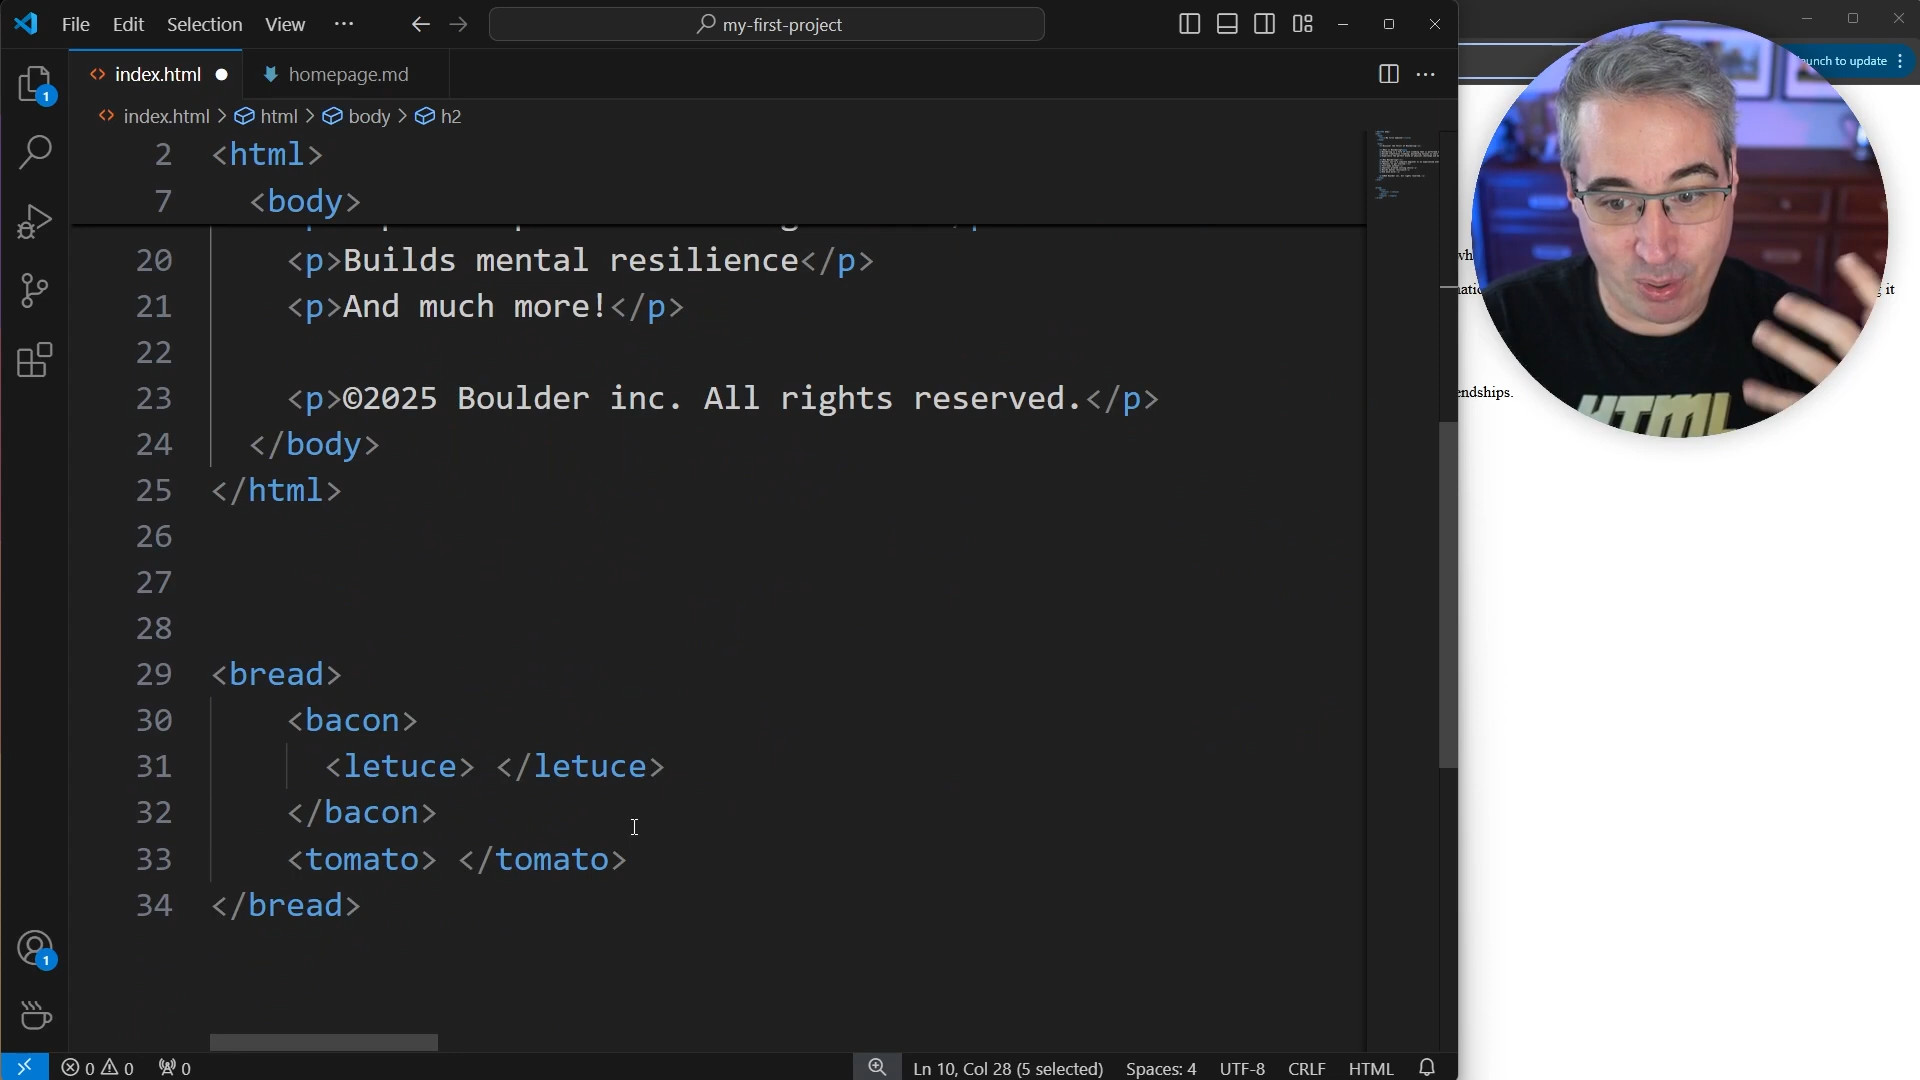 File Edit Selection View ··· my-first-project
index.html homepage.md
index.html > html > body > h2
2 <html>
7 <body>
20 <p>Builds mental resilience</p>
21 <p>And much more!</p>
22
23 <p>©2025 Boulder inc. All rights reserved.</p>
24 </body>
25 </html>
26
27
28
29 <bread>
30 <bacon>
31 <letuce> </letuce>
32 </bacon>
33 <tomato> </tomato>
34 </bread>
1
1
0 0 0 Ln 10, Col 28 (5 selected) Spaces: 4 UTF-8 CRLF HTML
to update
it
HTML